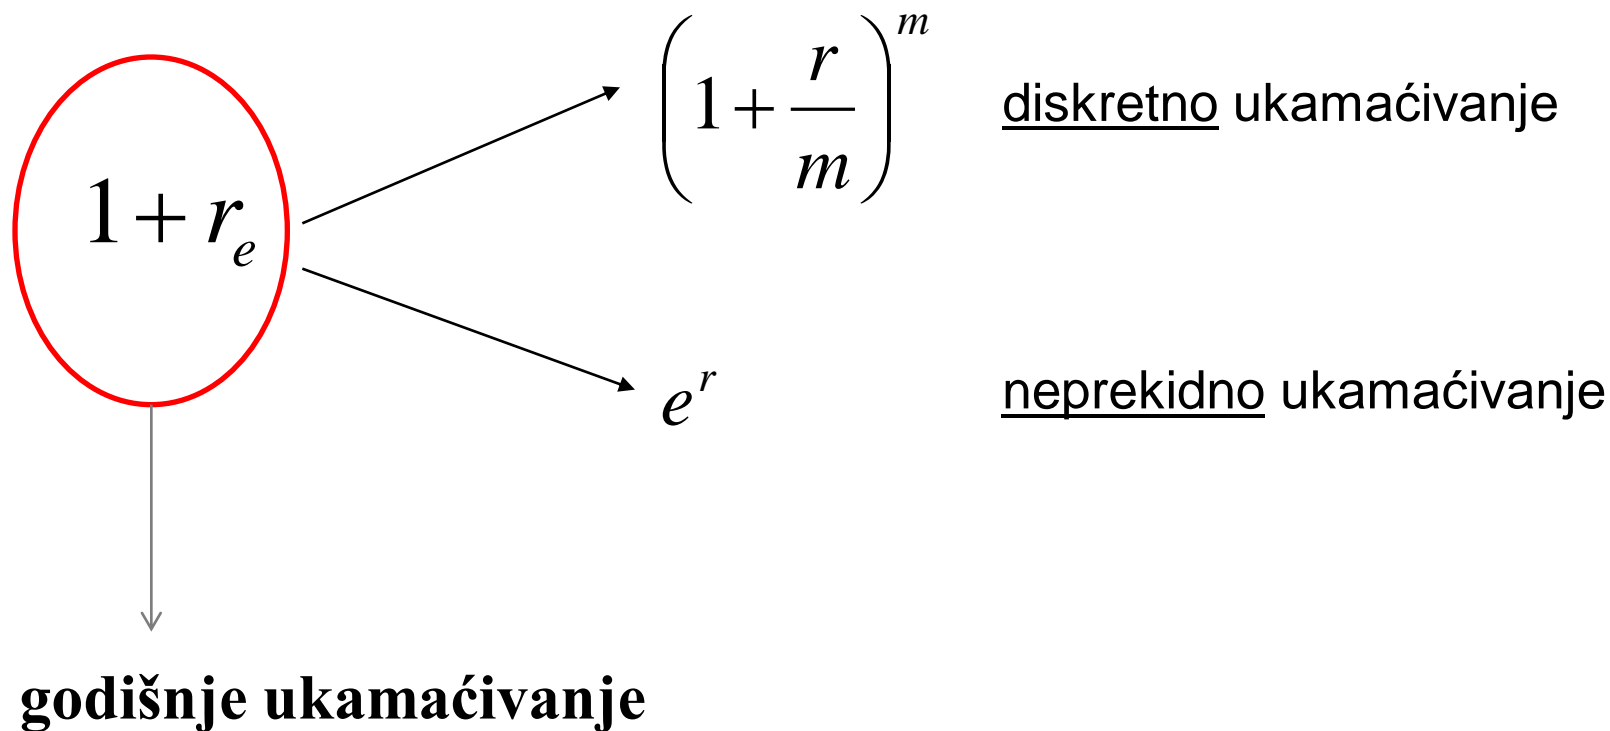 (1 + r/m)^m diskretno ukamaćivanje
1 + r_e
e^r neprekidno ukamaćivanje
godišnje ukamaćivanje